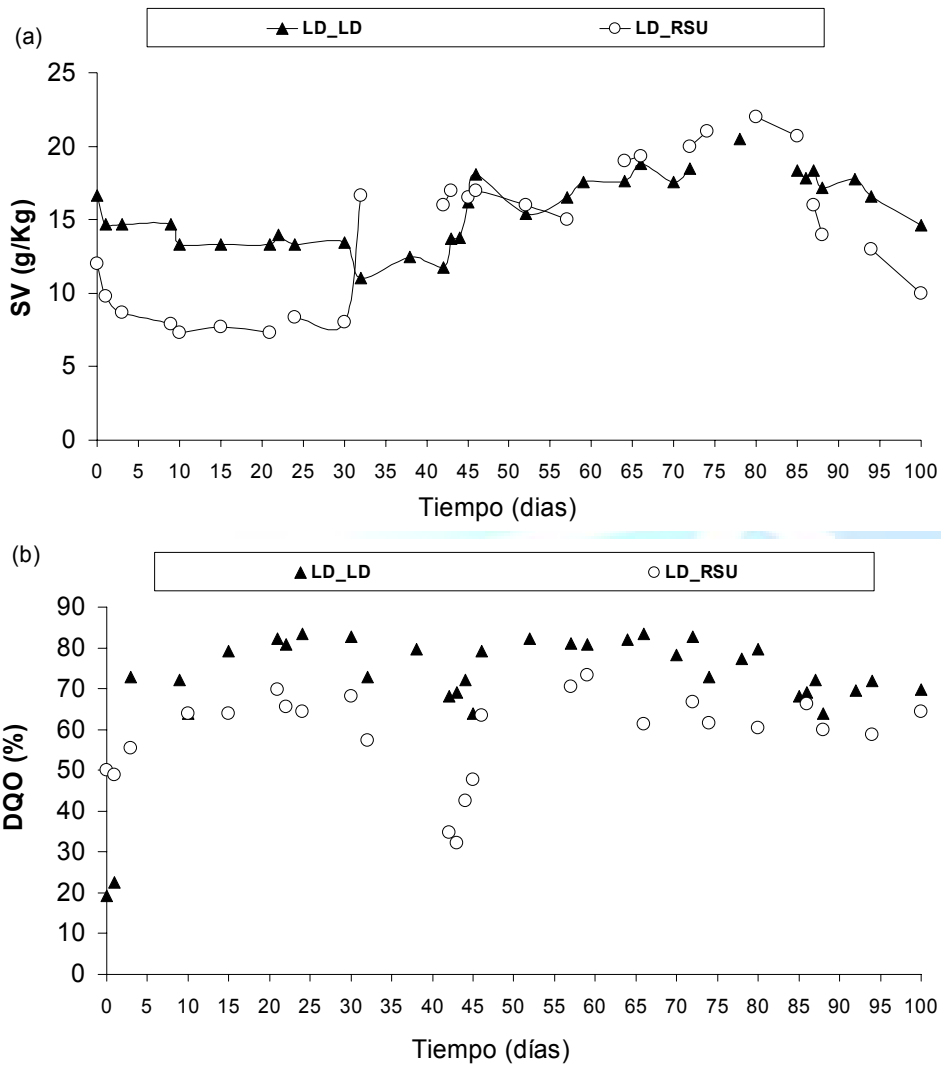 (a)
LD_LD LD_RSU
SV (g/Kg)
25
20
15
10
5
0
0 5 10 15 20 25 30 35 40 45 50 55 60 65 70 75 80 85 90 95 100
Tiempo (dias)
(b)
LD_LD LD_RSU
DQO (%)
90
80
70
60
50
40
30
20
10
0
0 5 10 15 20 25 30 35 40 45 50 55 60 65 70 75 80 85 90 95 100
Tiempo (días)